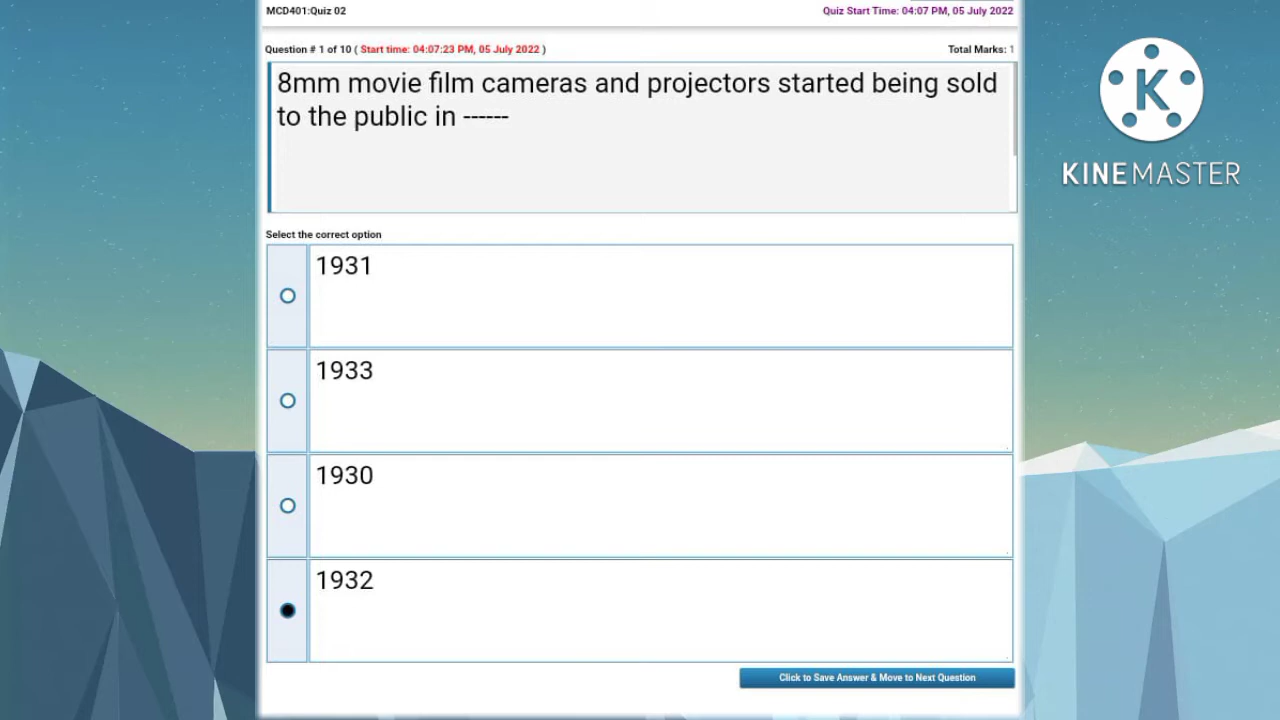 MCD401:Quiz 02
Quiz Start Time: 04:07 PM, 05 July 2022
Question # 1 of 10 ( Start time: 04:07:23 PM, 05 July 2022 )
Total Marks: 1
8mm movie film cameras and projectors started being sold
to the public in ------
Select the correct option
1931
1933
1930
1932
Click to Save Answer & Move to Next Question
K
KINEMASTER